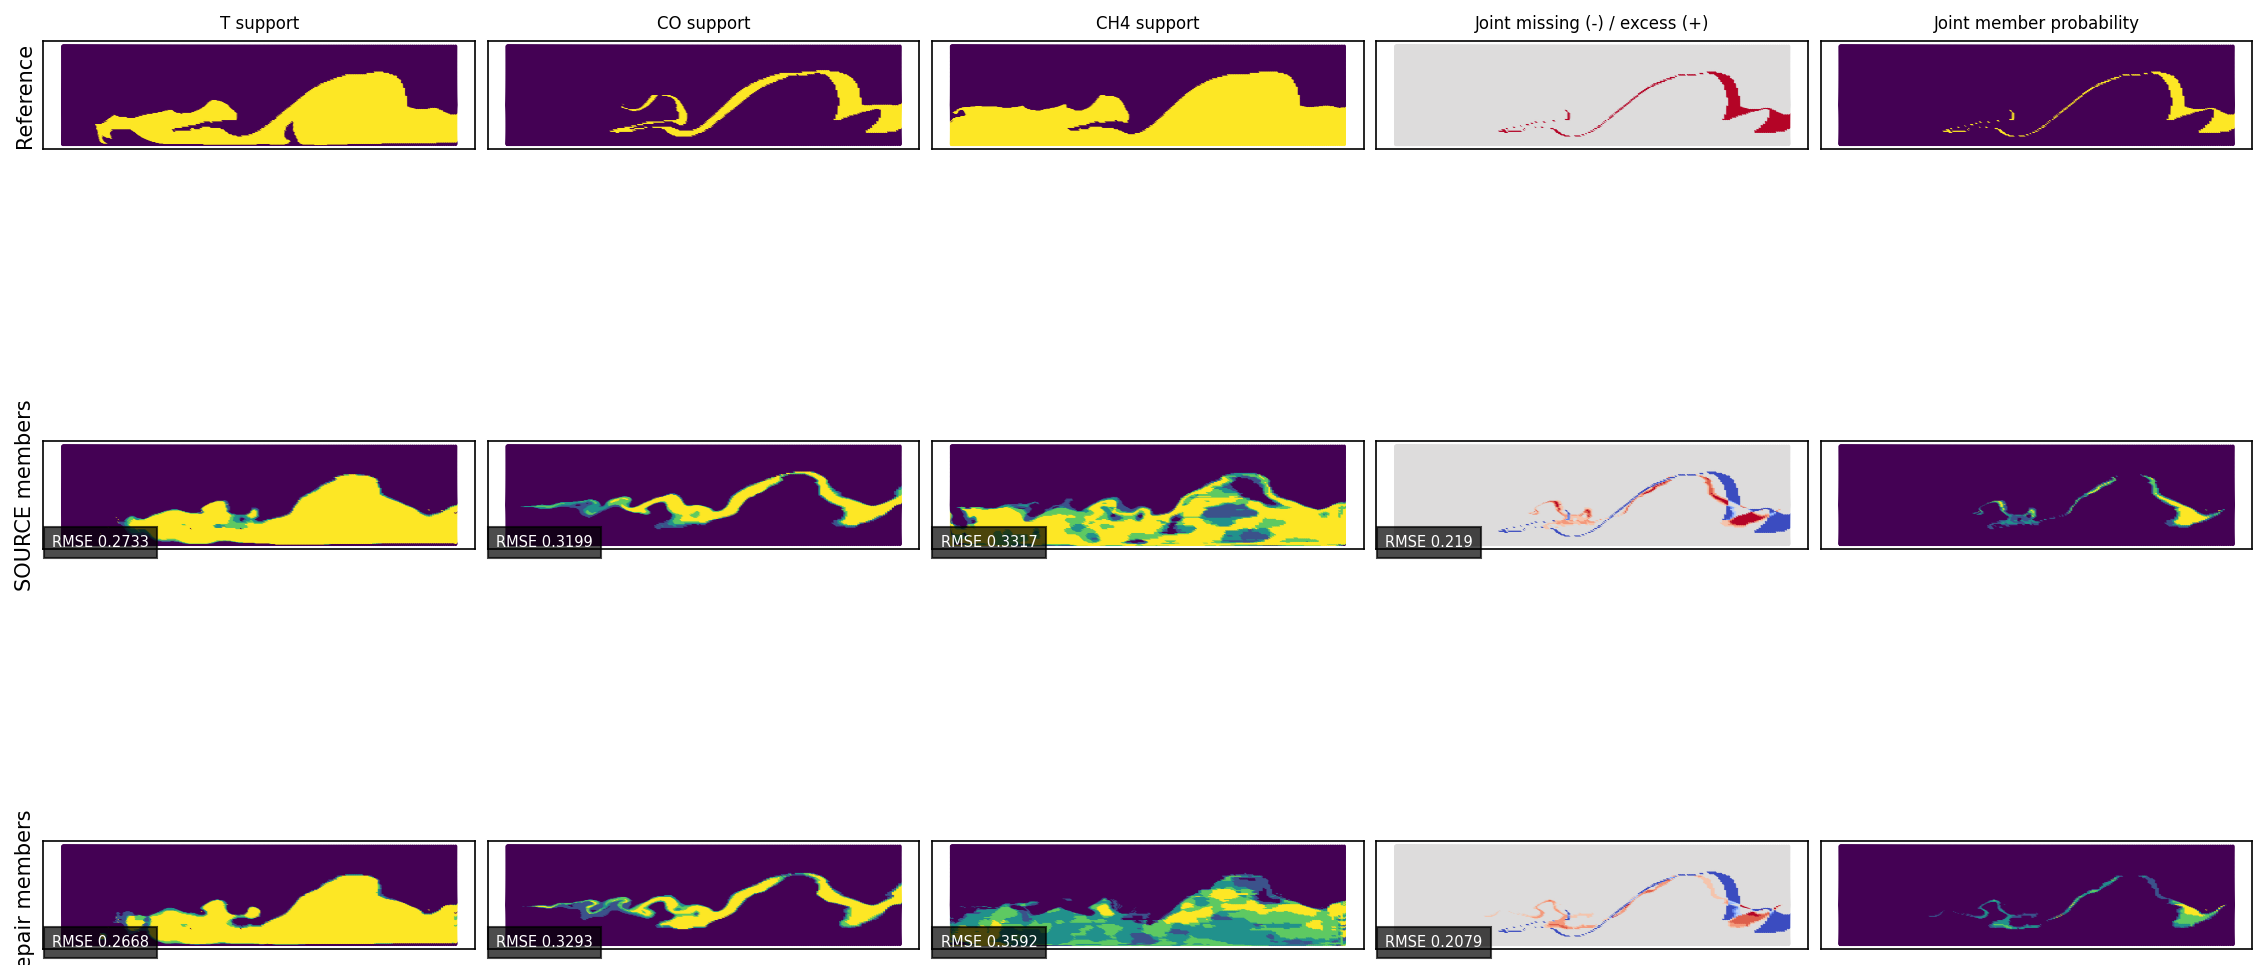 T support
CO support
CH4 support
Joint missing (-) / excess (+)
Joint member probability
Reference
SOURCE members
RMSE 0.2733
RMSE 0.3199
RMSE 0.3317
RMSE 0.219
epair members
RMSE 0.2668
RMSE 0.3293
RMSE 0.3592
RMSE 0.2079